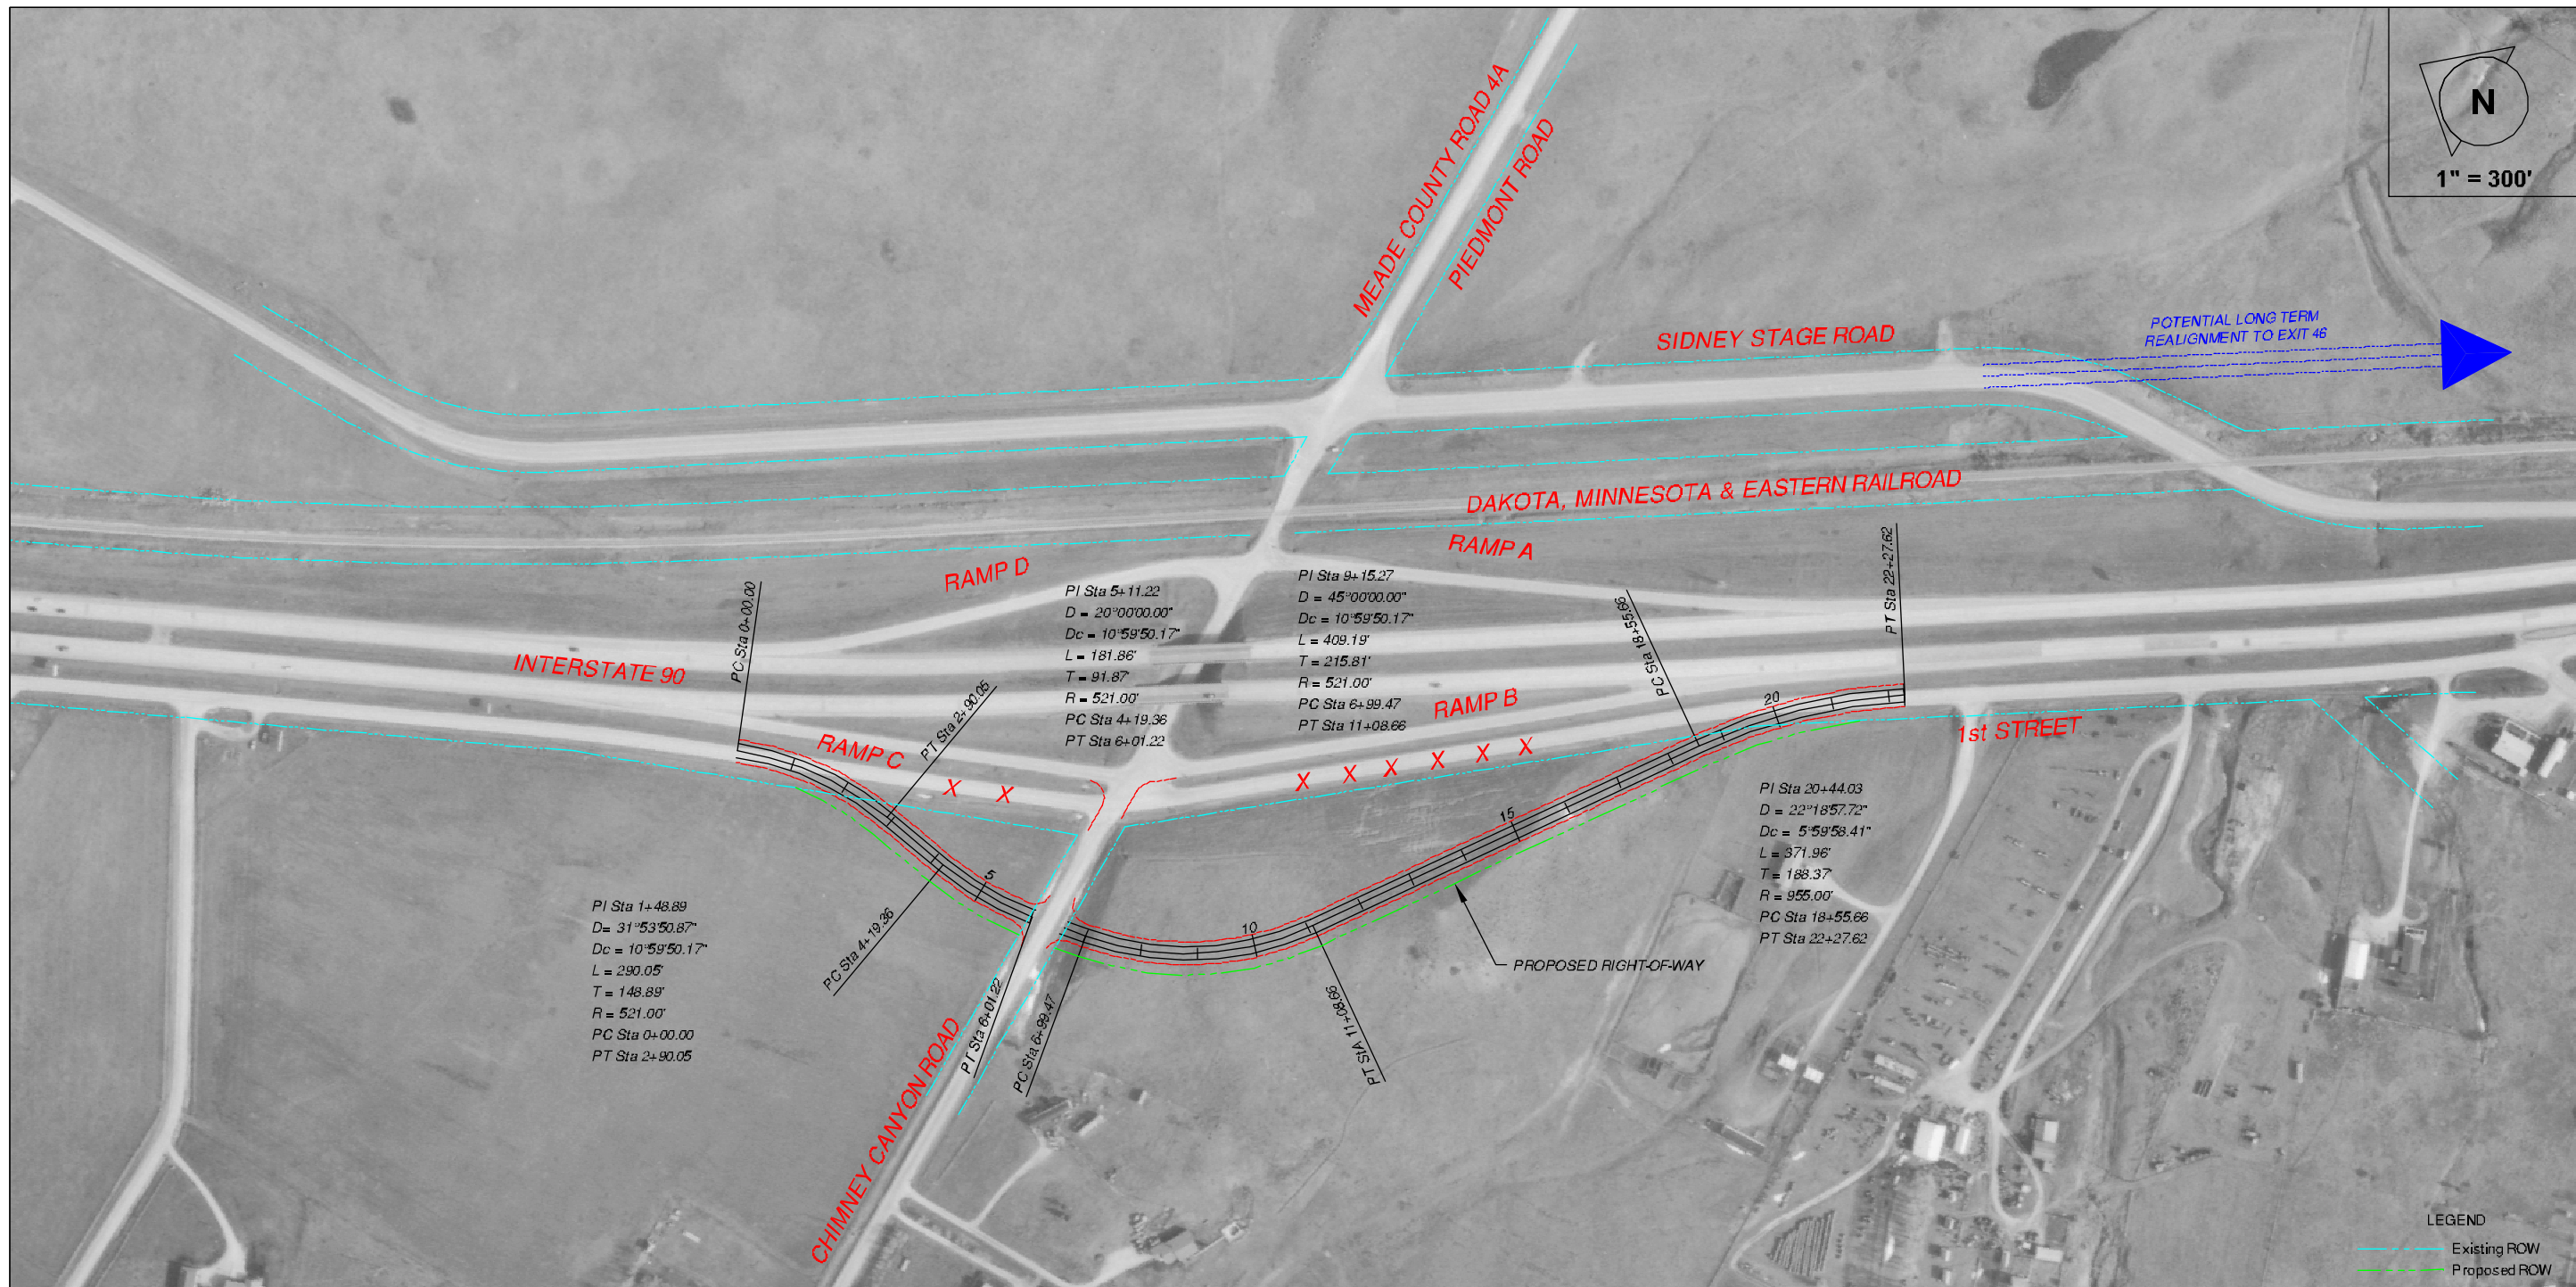 N
1" = 300'
MEADE COUNTY ROAD 4A
PIEDMONT ROAD
SIDNEY STAGE ROAD
POTENTIAL LONG TERM
REALIGNMENT TO EXIT 46
DAKOTA, MINNESOTA & EASTERN RAILROAD
RAMP A
RAMP D
INTERSTATE 90
RAMP C
RAMP B
1st STREET
CHIMNEY CANYON ROAD
PC Sta 0+00.00
PT Sta 2+90.05
PC Sta 4+19.36
PT Sta 6+01.22
PC Sta 6+99.47
PT StA 11+08.66
PC Sta 18+55.66
PT Sta 22+27.62
PI Sta 5+11.22
D = 20°00'00.00"
Dc = 10°59'50.17"
L = 181.86'
T = 91.87'
R = 521.00'
PC Sta 4+19.36
PT Sta 6+01.22
PI Sta 9+15.27
D = 45°00'00.00"
Dc = 10°59'50.17"
L = 409.19'
T = 215.81'
R = 521.00'
PC Sta 6+99.47
PT Sta 11+08.66
X X
X X X X X X
5
10
15
20
PI Sta 20+44.03
D = 22°18'57.72"
Dc = 5°59'58.41"
L = 371.96'
T = 188.37'
R = 955.00'
PC Sta 18+55.66
PT Sta 22+27.62
PI Sta 1+48.89
D= 31°53'50.87"
Dc = 10°59'50.17"
L = 290.05'
T = 148.89'
R = 521.00'
PC Sta 0+00.00
PT Sta 2+90.05
PROPOSED RIGHT-OF-WAY
LEGEND
Existing ROW
Proposed ROW